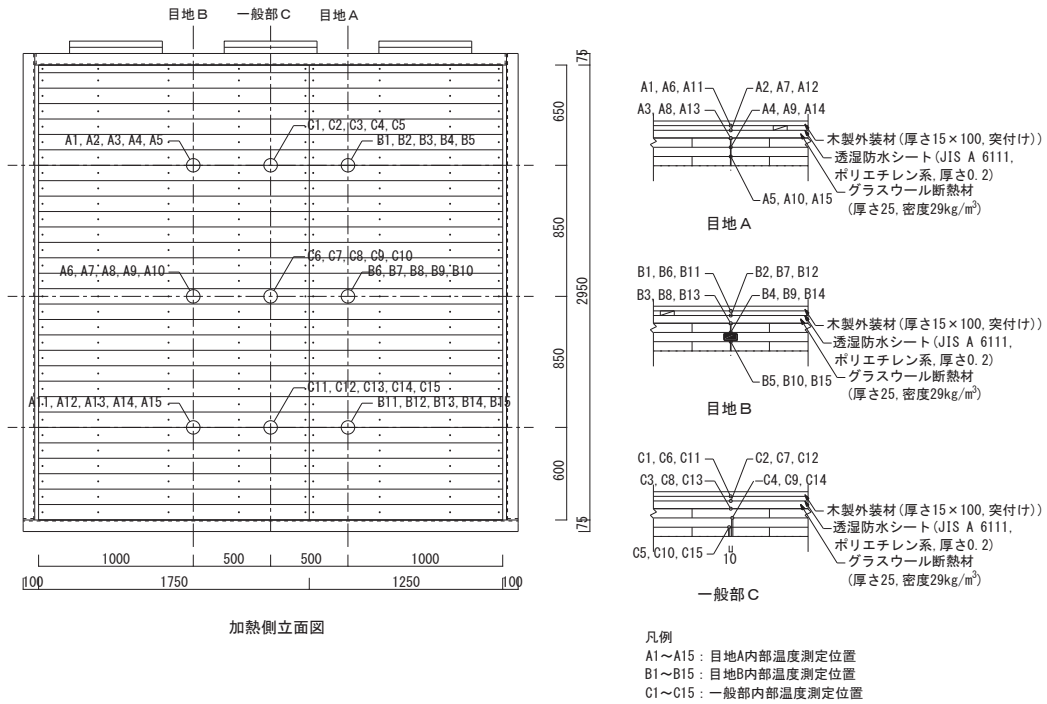 目地B
一般部C
目地A
C1, C2, C3, C4, C5
A1, A2, A3, A4, A5
B1, B2, B3, B4, B5
C6, C7, C8, C9, C10
A6, A7, A8, A9, A10
B6, B7, B8, B9, B10
C11, C12, C13, C14, C15
A11, A12, A13, A14, A15
B11, B12, B13, B14, B15
75
650
850
2950
850
600
75
1000
500
500
1000
100
1750
1250
100
加熱側立面図
A1, A6, A11
A2, A7, A12
A3, A8, A13
A4, A9, A14
木製外装材(厚さ15×100, 突付け))
透湿防水シート(JIS A 6111,
ポリエチレン系, 厚さ0.2)
グラスウール断熱材
(厚さ25, 密度29kg/m³)
A5, A10, A15
目地A
B1, B6, B11
B2, B7, B12
B3, B8, B13
B4, B9, B14
木製外装材(厚さ15×100, 突付け))
透湿防水シート(JIS A 6111,
ポリエチレン系, 厚さ0.2)
グラスウール断熱材
(厚さ25, 密度29kg/m³)
B5, B10, B15
目地B
C1, C6, C11
C2, C7, C12
C3, C8, C13
C4, C9, C14
木製外装材(厚さ15×100, 突付け))
透湿防水シート(JIS A 6111,
ポリエチレン系, 厚さ0.2)
グラスウール断熱材
(厚さ25, 密度29kg/m³)
C5, C10, C15
10
一般部C
凡例
A1～A15：目地A内部温度測定位置
B1～B15：目地B内部温度測定位置
C1～C15：一般部内部温度測定位置